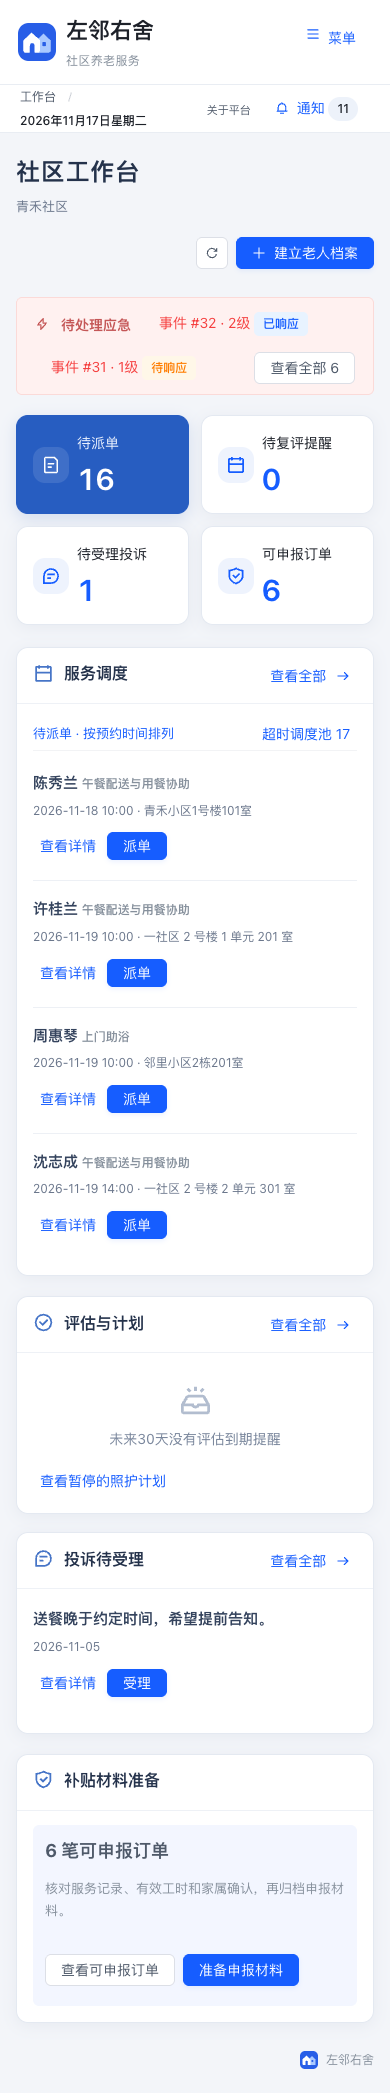 左邻右舍
社区养老服务
菜单
工作台 /
2026年11月17日星期二
关于平台
通知 11
社区工作台
青禾社区
建立老人档案
待处理应急
事件 #32 · 2级 已响应
事件 #31 · 1级 待响应
查看全部 6
待派单
16
待复评提醒
0
待受理投诉
1
可申报订单
6
服务调度
查看全部 →
待派单 · 按预约时间排列
超时调度池 17
陈秀兰 午餐配送与用餐协助
2026-11-18 10:00 · 青禾小区1号楼101室
查看详情 派单
许桂兰 午餐配送与用餐协助
2026-11-19 10:00 · 一社区 2 号楼 1 单元 201 室
查看详情 派单
周惠琴 上门助浴
2026-11-19 10:00 · 邻里小区2栋201室
查看详情 派单
沈志成 午餐配送与用餐协助
2026-11-19 14:00 · 一社区 2 号楼 2 单元 301 室
查看详情 派单
评估与计划
查看全部 →
未来30天没有评估到期提醒
查看暂停的照护计划
投诉待受理
查看全部 →
送餐晚于约定时间，希望提前告知。
2026-11-05
查看详情 受理
补贴材料准备
6 笔可申报订单
核对服务记录、有效工时和家属确认，再归档申报材
料。
查看可申报订单 准备申报材料
左邻右舍